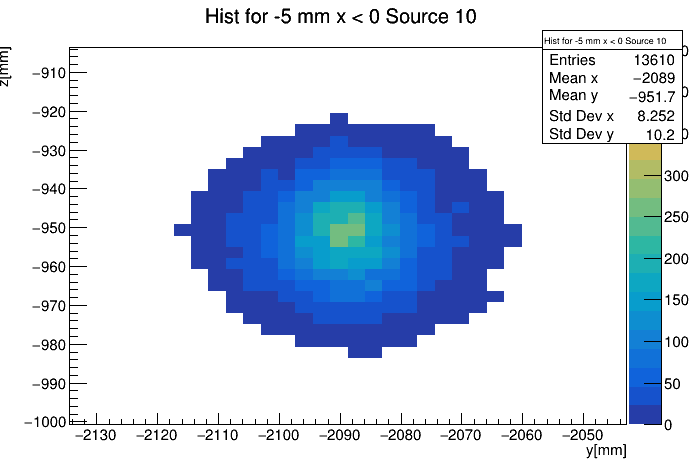 Hist for -5 mm x < 0 Source 10
Hist for -5 mm x < 0 Source 10
Entries 13610
Mean x −2089
Mean y −951.7
Std Dev x 8.252
Std Dev y 10.2
z[mm]
−910
−920
−930
−940
−950
−960
−970
−980
−990
−1000
−2130 −2120 −2110 −2100 −2090 −2080 −2070 −2060 −2050
y[mm]
300
250
200
150
100
50
0